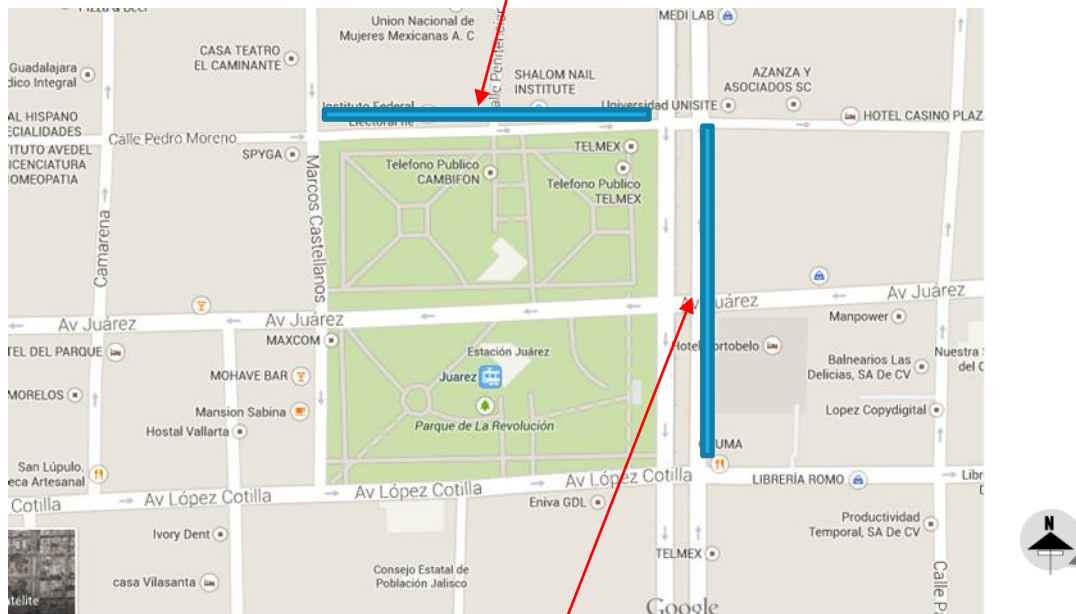 Union Nacional de
Mujeres Mexicanas A. C
MEDI LAB
CASA TEATRO
EL CAMINANTE
Guadalajara
dico Integral
SHALOM NAIL
INSTITUTE
AZANZA Y
ASOCIADOS SC
Calle Penitenciar
Instituto Federal
Electoral
Universidad UNISITE
HOTEL CASINO PLAZ
AL HISPANO
ECIALIDADES
TITUTO AVEDEL
ICENCIATURA
OMEOPATIA
Calle Pedro Moreno
SPYGA
TELMEX
Telefono Publico
CAMBIFON
Telefono Publico
TELMEX
Marcos Castellanos
Camarena
Av Juárez
Av Juárez
Av Juárez
Av Juárez
MAXCOM
Manpower
TEL DEL PARQUE
Estación Juárez
Juarez
Hotel Portobelo
Balnearios Las
Delicias, SA De CV
Nuestra
del C
MOHAVE BAR
MORELOS
Mansion Sabina
Hostal Vallarta
Parque de La Revolución
Lopez Copydigital
UMA
San Lúpulo.
eca Artesanal
Cotilla
Av López Cotilla
Av López Cotilla
Av López Cotilla
LIBRERÍA ROMO
Libr
Eniva GDL
Ivory Dent
Productividad
Temporal, SA De CV
TELMEX
casa Vilasanta
Consejo Estatal de
Población Jalisco
Calle Pa
Google
télite
N